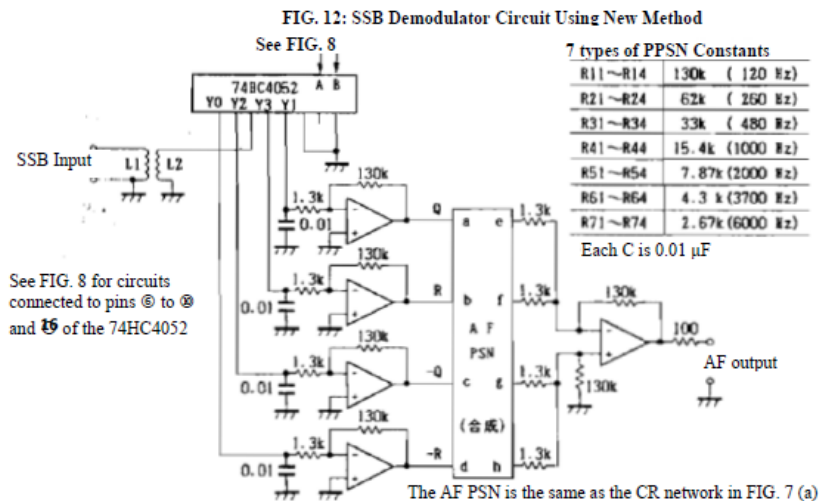 FIG. 12: SSB Demodulator Circuit Using New Method
See FIG. 8
7 types of PPSN Constants
R11～R14 130k ( 120 Hz)
R21～R24 62k ( 260 Hz)
R31～R34 33k ( 480 Hz)
R41～R44 15.4k (1000 Hz)
R51～R54 7.87k (2000 Hz)
R61～R64 4.3 k (3700 Hz)
R71～R74 2.67k (6000 Hz)
Each C is 0.01 μF
74HC4052 A B
Y0 Y2 Y3 Y1
SSB Input
L1 L2
130k
1.3k
0.01
Q a e 1.3k
130k
1.3k
0.01
R b f 1.3k
130k
A F
PSN
1.3k
0.01
-Q c g 1.3k
130k
(合成)
1.3k
0.01
-R d h 1.3k
130k
100
130k
AF output
See FIG. 8 for circuits
connected to pins ⑥ to ⑩
and 16 of the 74HC4052
The AF PSN is the same as the CR network in FIG. 7 (a)